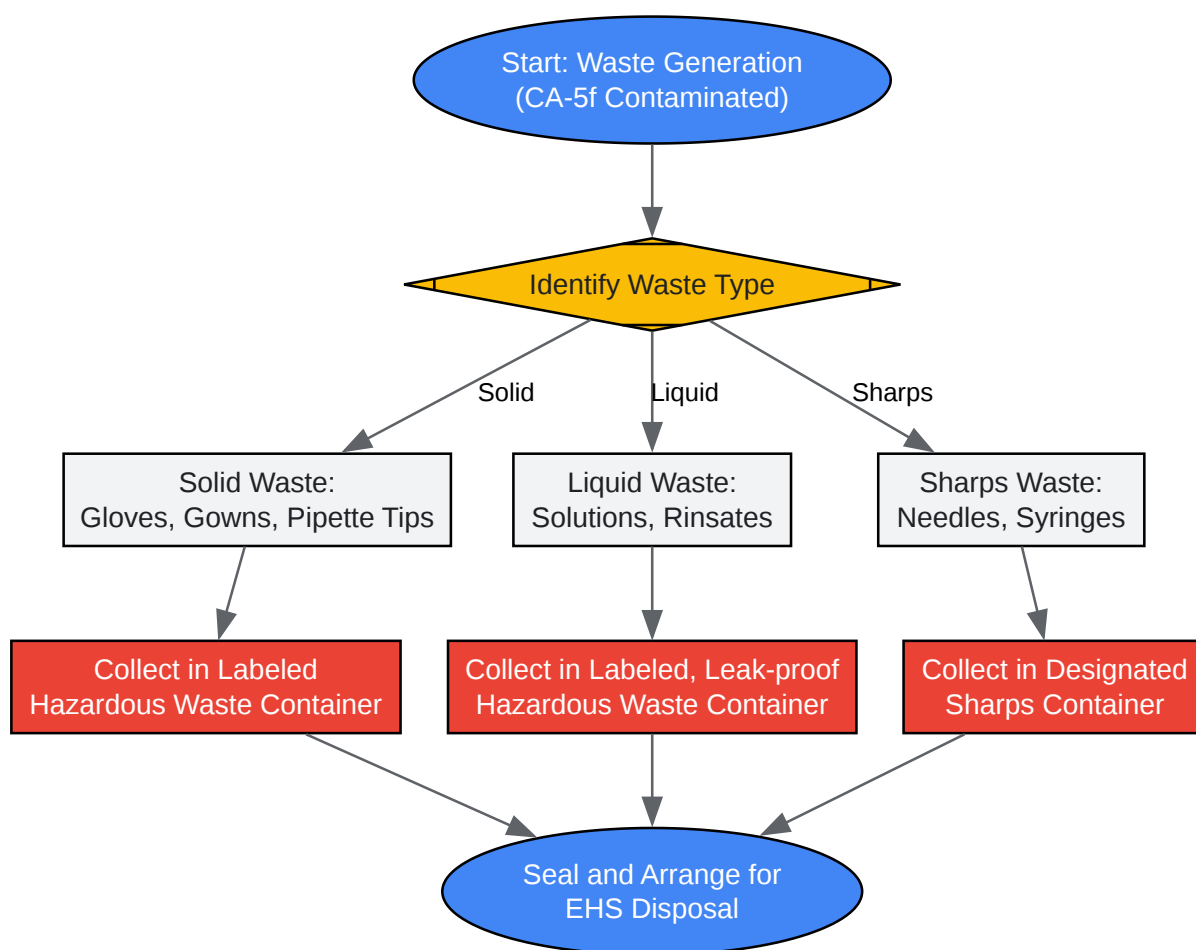 Start: Waste Generation
(CA-5f Contaminated)
Identify Waste Type
Solid
Liquid
Sharps
Solid Waste:
Gloves, Gowns, Pipette Tips
Liquid Waste:
Solutions, Rinsates
Sharps Waste:
Needles, Syringes
Collect in Labeled
Hazardous Waste Container
Collect in Labeled, Leak-proof
Hazardous Waste Container
Collect in Designated
Sharps Container
Seal and Arrange for
EHS Disposal